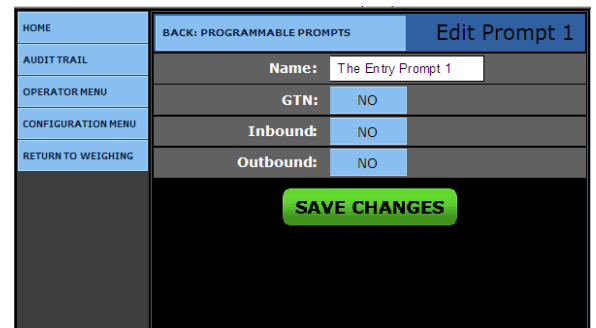 HOME
AUDIT TRAIL
OPERATOR MENU
CONFIGURATION MENU
RETURN TO WEIGHING
BACK: PROGRAMMABLE PROMPTS
Edit Prompt 1
Name: The Entry Prompt 1
GTN: NO
Inbound: NO
Outbound: NO
SAVE CHANGES